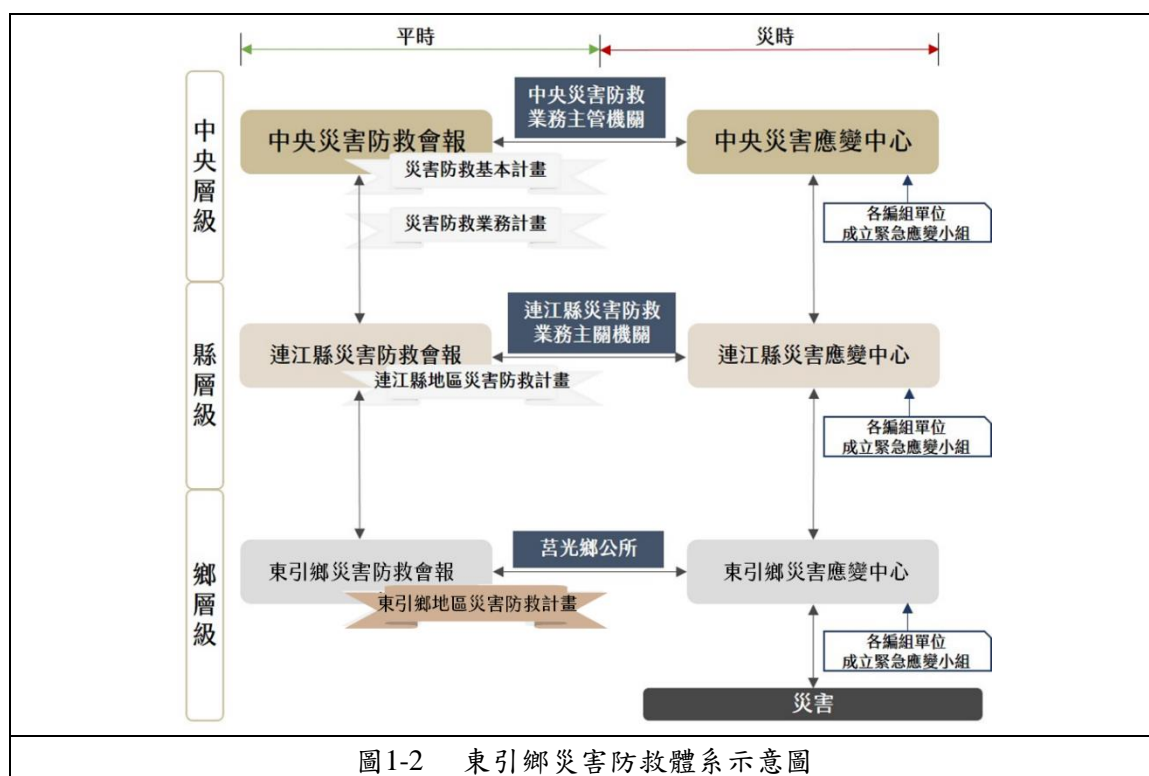 平時
災時
中央層級
中央災害防救
業務主管機關
中央災害防救會報
中央災害應變中心
災害防救基本計畫
災害防救業務計畫
各編組單位
成立緊急應變小組
縣層級
連江縣災害防救
業務主關機關
連江縣災害防救會報
連江縣災害應變中心
連江縣地區災害防救計畫
各編組單位
成立緊急應變小組
鄉層級
莒光鄉公所
東引鄉災害防救會報
東引鄉災害應變中心
東引鄉地區災害防救計畫
各編組單位
成立緊急應變小組
災害
圖1-2 東引鄉災害防救體系示意圖